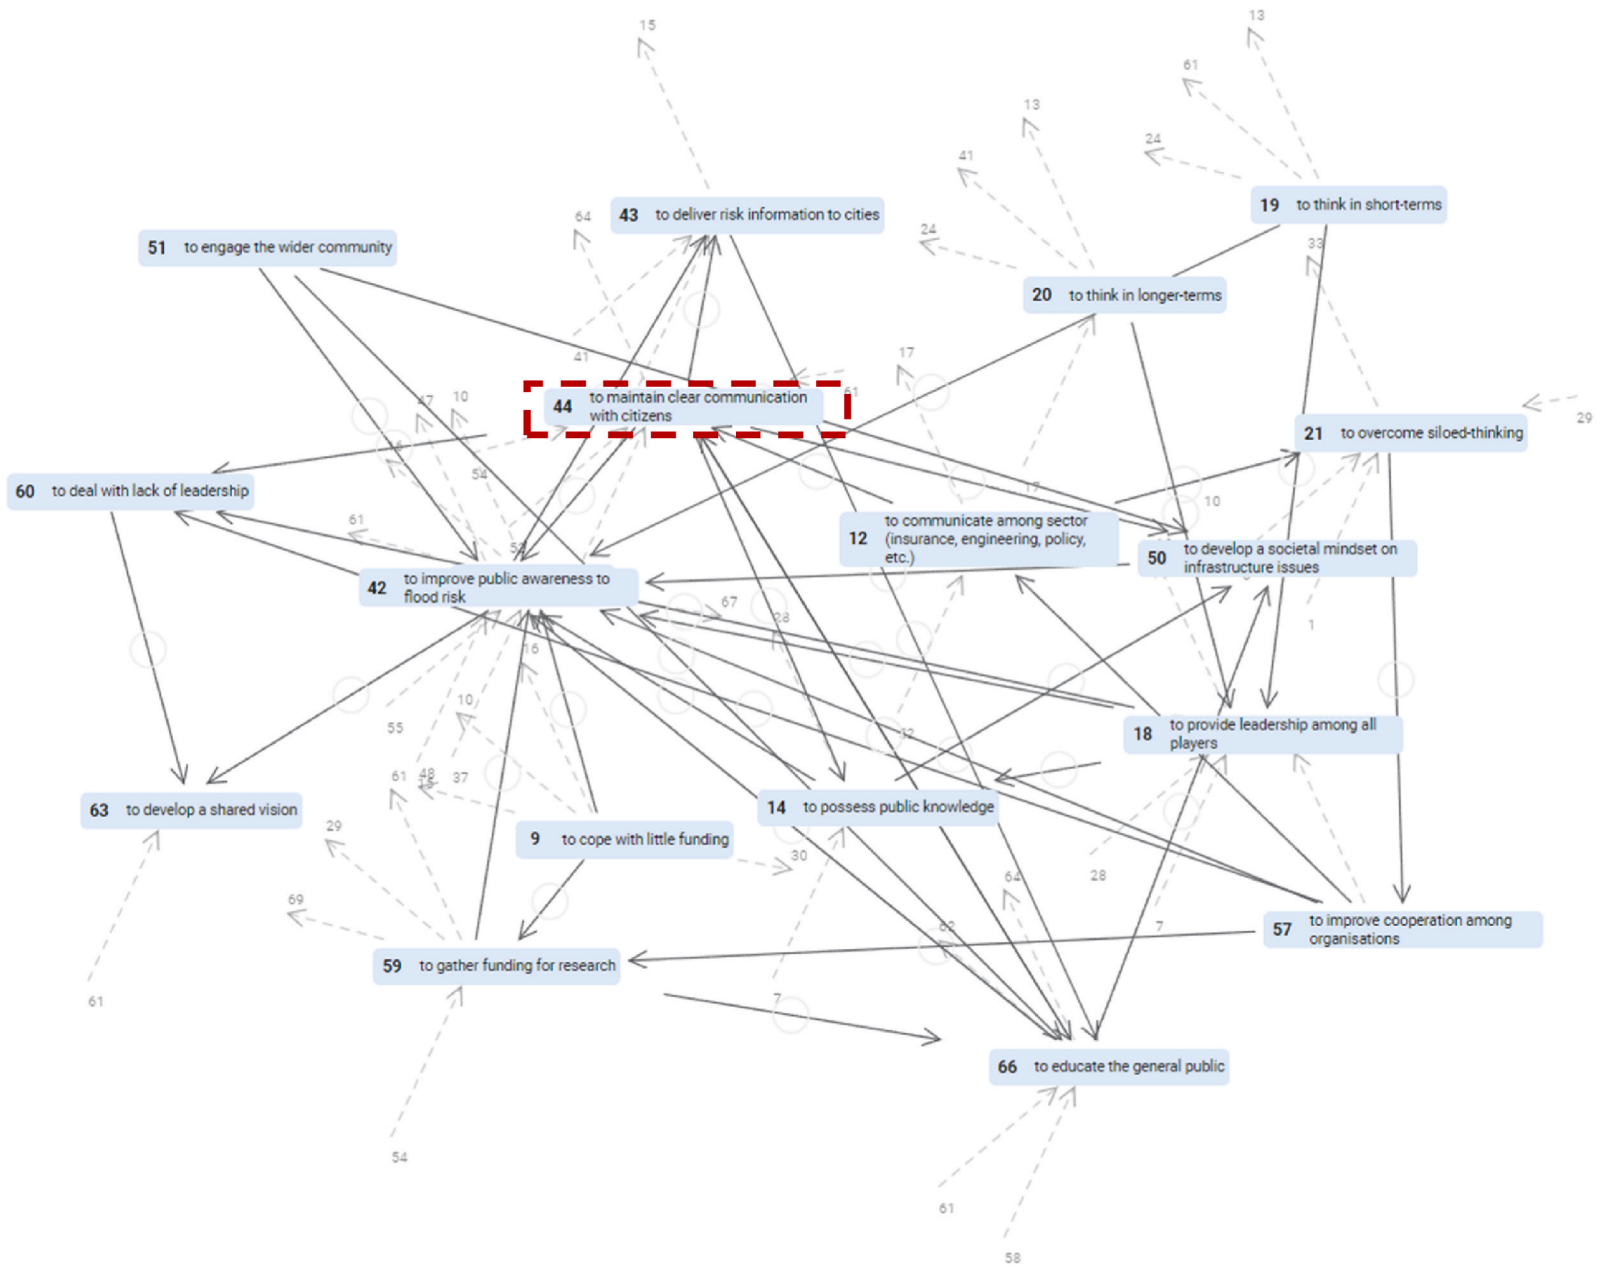 15
13
61
13
24
41
19 to think in short-terms
43 to deliver risk information to cities
64
24
33
51 to engage the wider community
20 to think in longer-terms
41
17
61
10
47
44 to maintain clear communication
with citizens
29
21 to overcome siloed-thinking
54
60 to deal with lack of leadership
17
10
61
12 to communicate among sector
(insurance, engineering, policy,
etc.)
50 to develop a societal mindset on
infrastructure issues
42 to improve public awareness to
flood risk
67
28
1
16
10
55
18 to provide leadership among all
players
61
48
37
63 to develop a shared vision
14 to possess public knowledge
29
9 to cope with little funding
30
28
64
69
62
7
57 to improve cooperation among
organisations
59 to gather funding for research
61
7
66 to educate the general public
54
61
58